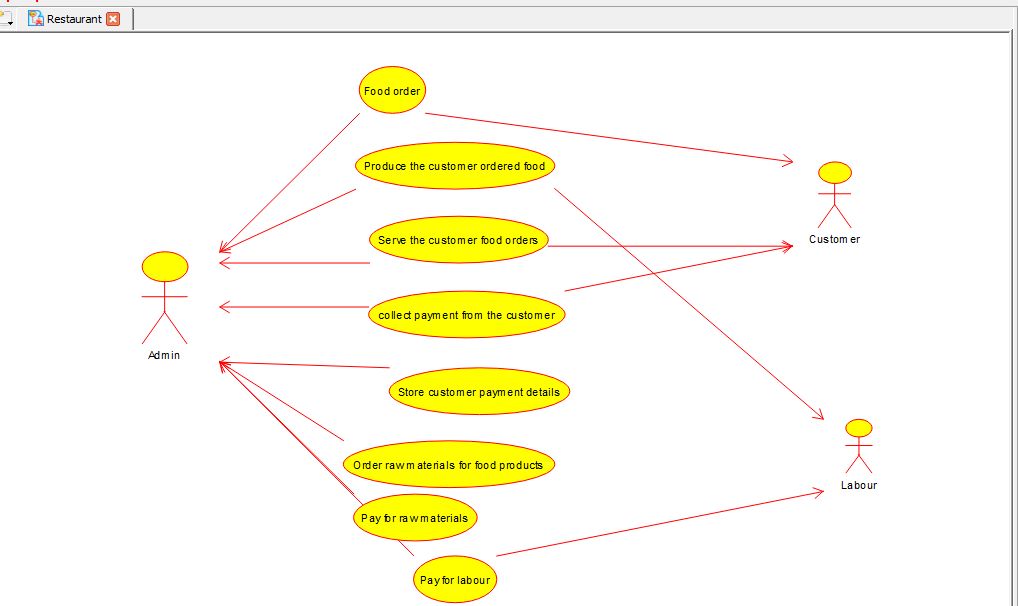 Restaurant
Food order
Produce the customer ordered food
Serve the customer food orders
Customer
collect payment from the customer
Admin
Store customer payment details
Order raw materials for food products
Labour
Pay for raw materials
Pay for labour